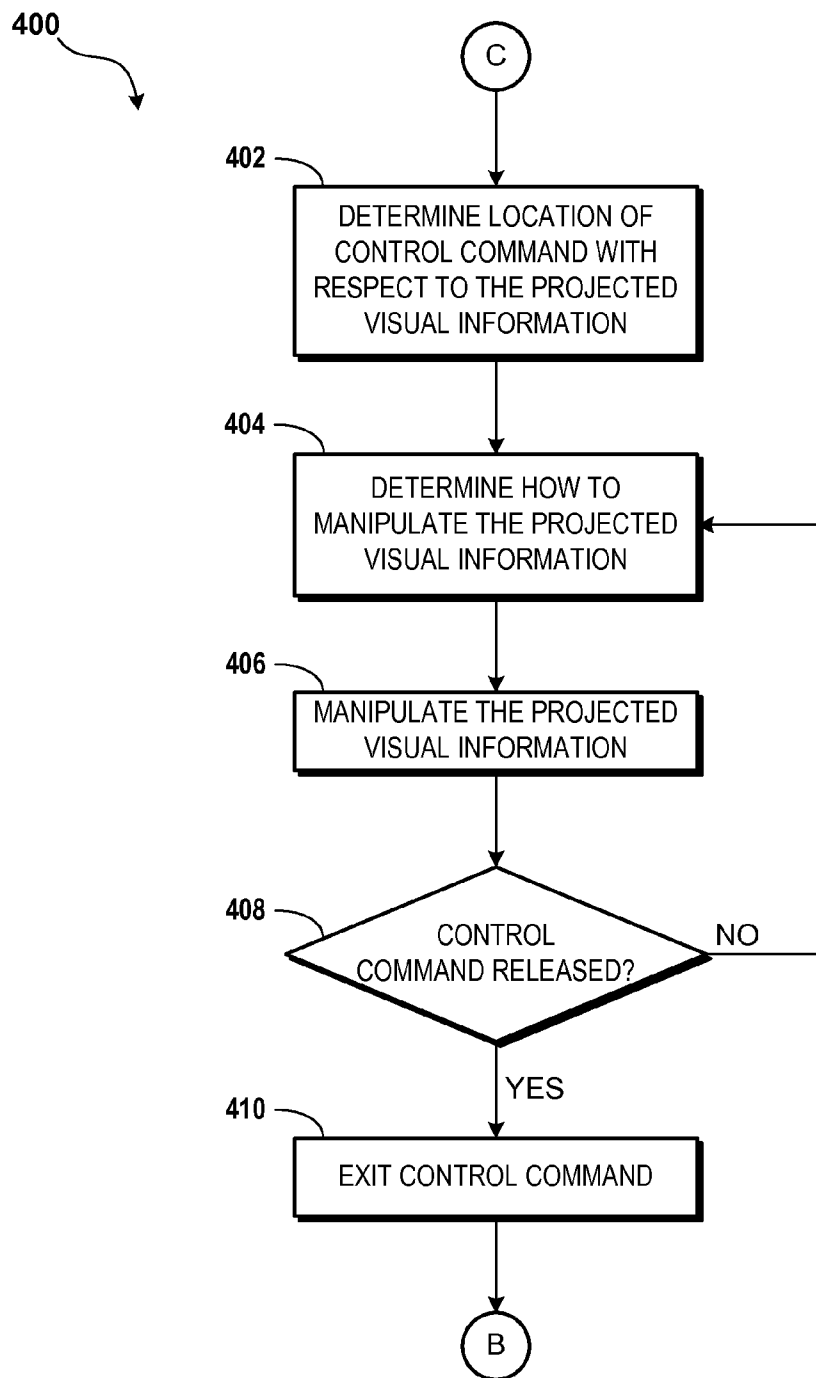 400
C
402
DETERMINE LOCATION OF
CONTROL COMMAND WITH
RESPECT TO THE PROJECTED
VISUAL INFORMATION
404
DETERMINE HOW TO
MANIPULATE THE PROJECTED
VISUAL INFORMATION
406
MANIPULATE THE PROJECTED
VISUAL INFORMATION
408
CONTROL
COMMAND RELEASED?
NO
YES
410
EXIT CONTROL COMMAND
B